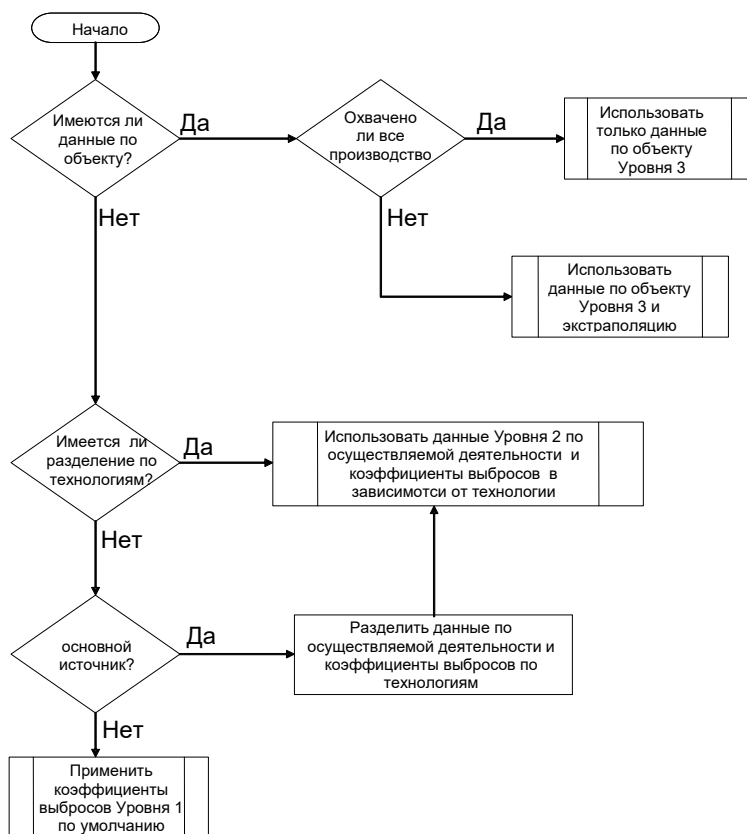 Начало
Имеются ли
данные по
объекту?
Да
Охвачено
ли все
производство
Да
Использовать
только данные
по объекту
Уровня 3
Нет
Нет
Использовать
данные по объекту
Уровня 3 и
экстраполяцию
Имеется ли
разделение по
технологиям?
Да
Использовать данные Уровня 2 по
осуществляемой деятельности и
коэффициенты выбросов в
зависимотси от технологии
Нет
основной
источник?
Да
Разделить данные по
осуществляемой деятельности и
коэффициенты выбросов по
технологиям
Нет
Применить
коэффициенты
выбросов Уровня 1
по умолчанию